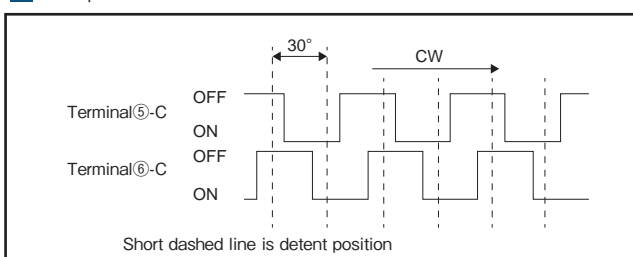 30°
CW
OFF
Terminal⑤-C
ON
OFF
Terminal⑥-C
ON
Short dashed line is detent position